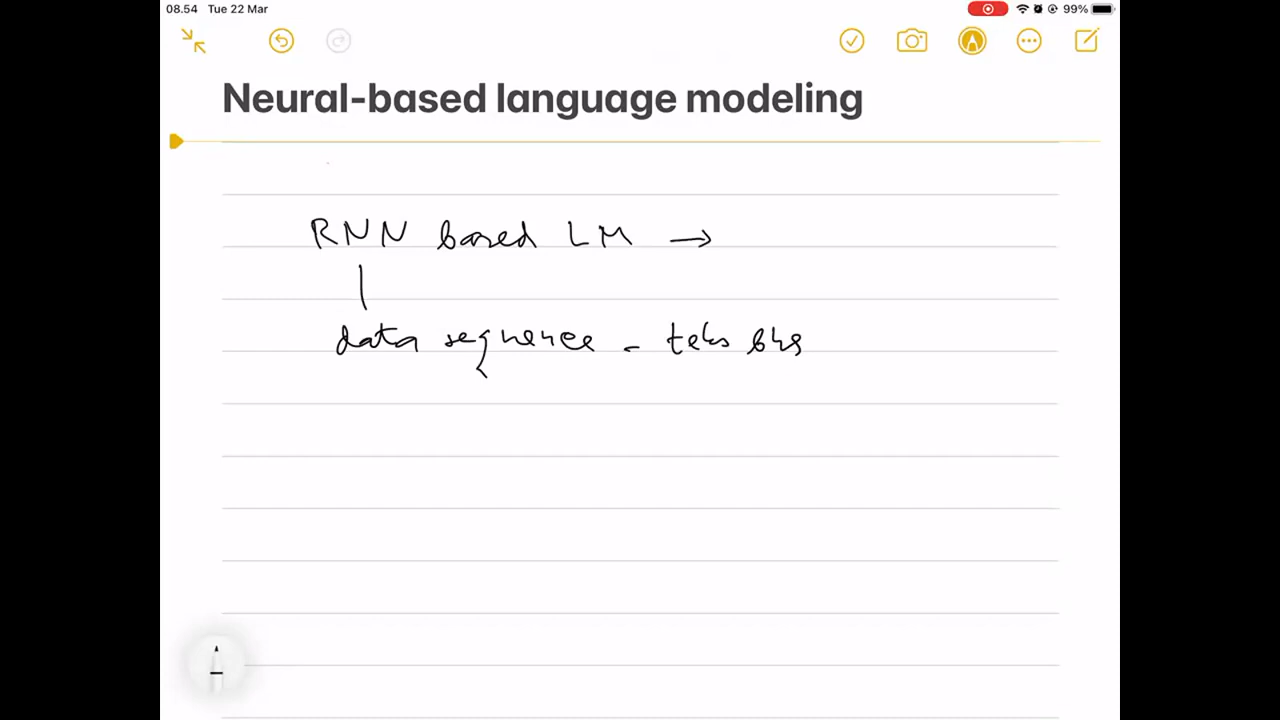 08.54 Tue 22 Mar 99%
Neural-based language modeling
RNN based LM →
data sequence - teks bhs